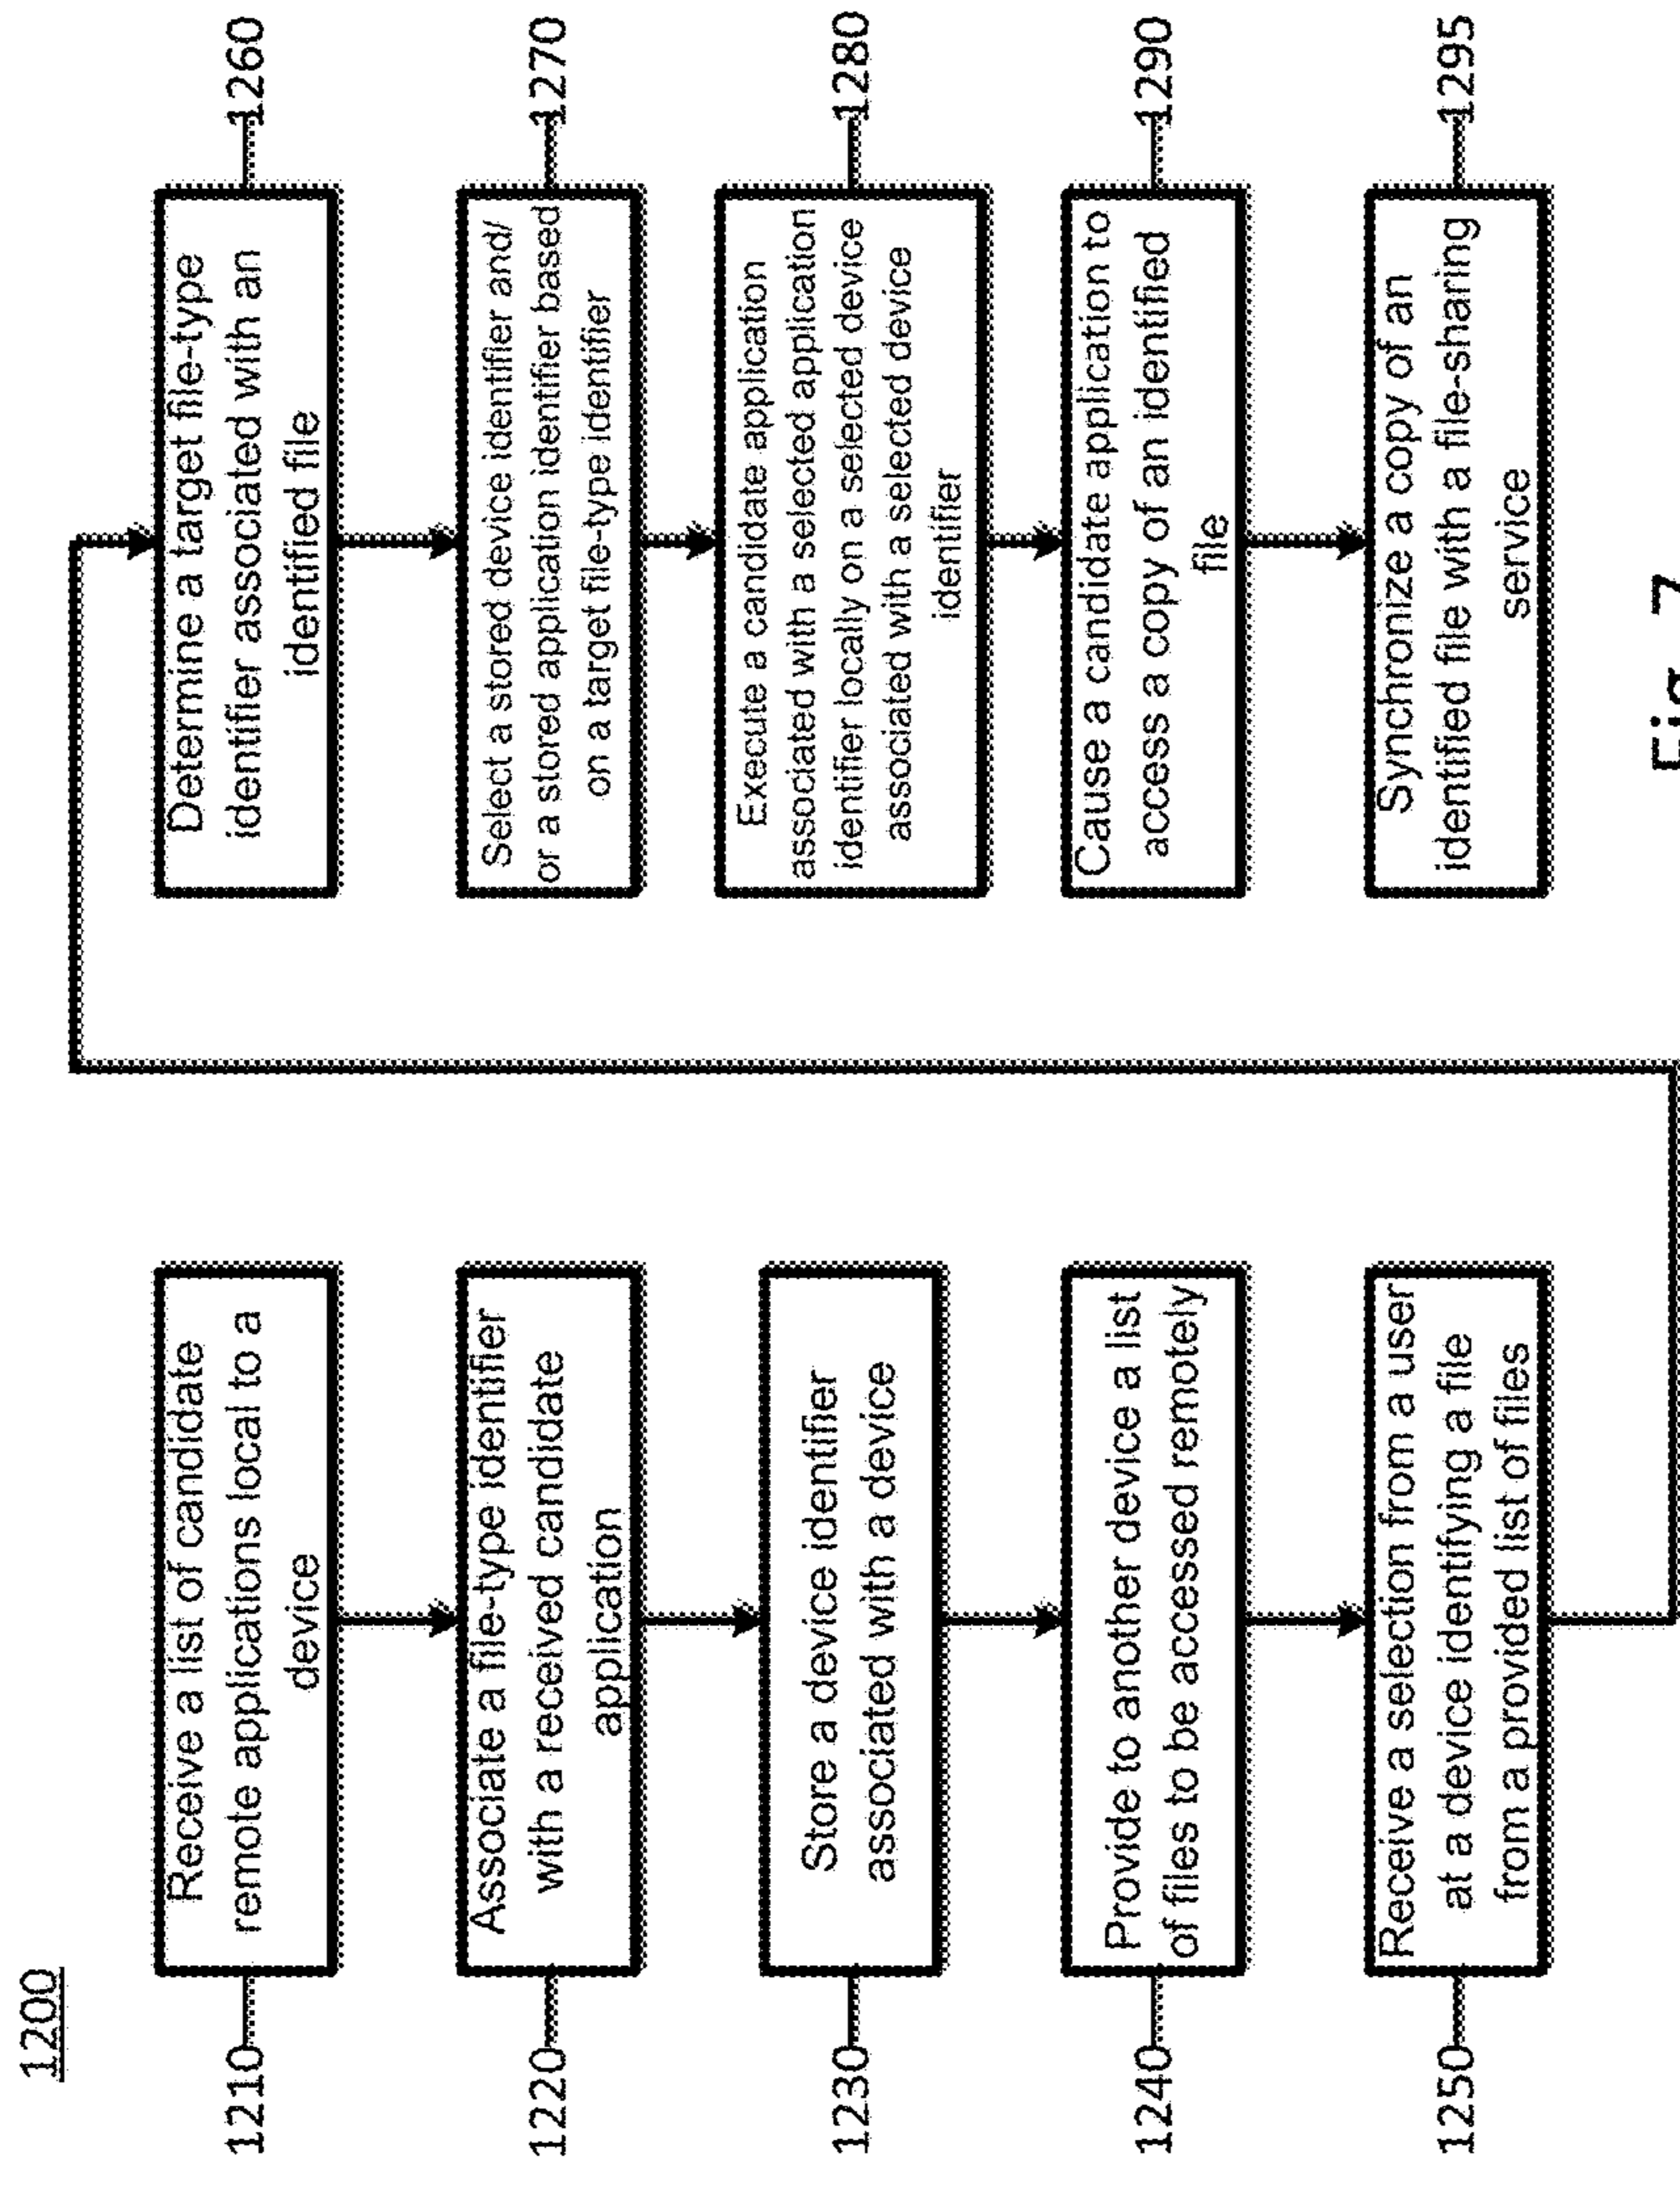 1200
1210
Receive a list of candidate
remote applications local to a
device
1220
Associate a file-type identifier
with a received candidate
application
1230
Store a device identifier
associated with a device
1240
Provide to another device a list
of files to be accessed remotely
1250
Receive a selection from a user
at a device identifying a file
from a provided list of files
1260
Determine a target file-type
identifier associated with an
identified file
1270
Select a stored device identifier and/
or a stored application identifier based
on a target file-type identifier
1280
Execute a candidate application
associated with a selected application
identifier locally on a selected device
associated with a selected device
identifier
1290
Cause a candidate application to
access a copy of an identified
file
1295
Synchronize a copy of an
identified file with a file-sharing
service
Fig. 7